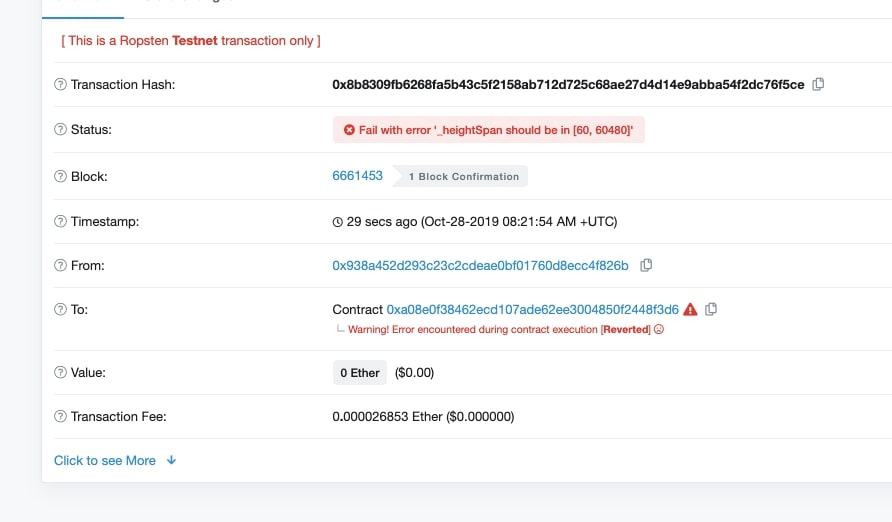 [ This is a Ropsten Testnet transaction only ]
Transaction Hash: 0x8b8309fb6268fa5b43c5f2158ab712d725c68ae27d4d14e9abba54f2dc76f5ce
Status: Fail with error '_heightSpan should be in [60, 60480]'
Block: 6661453 1 Block Confirmation
Timestamp: 29 secs ago (Oct-28-2019 08:21:54 AM +UTC)
From: 0x938a452d293c23c2cdeae0bf01760d8ecc4f826b
To: Contract 0xa08e0f38462ecd107ade62ee3004850f2448f3d6
Warning! Error encountered during contract execution [Reverted]
Value: 0 Ether ($0.00)
Transaction Fee: 0.000026853 Ether ($0.000000)
Click to see More